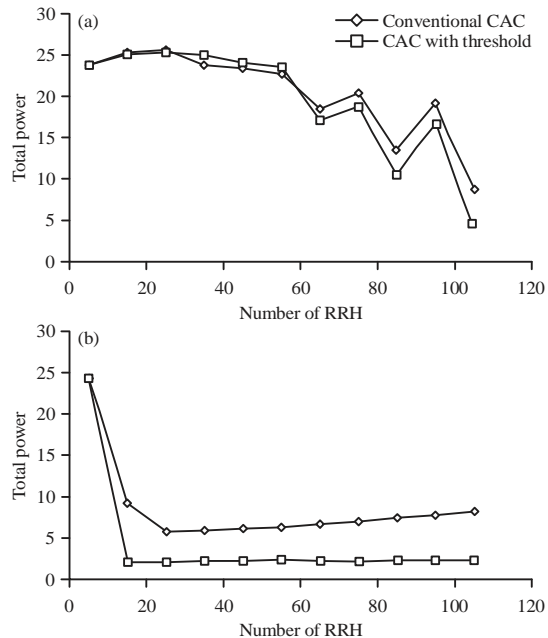 (a)
Conventional CAC
CAC with threshold
30
25
20
15
10
5
0
Total power
0 20 40 60 80 100 120
Number of RRH
(b)
30
25
20
15
10
5
0
Total power
0 20 40 60 80 100 120
Number of RRH